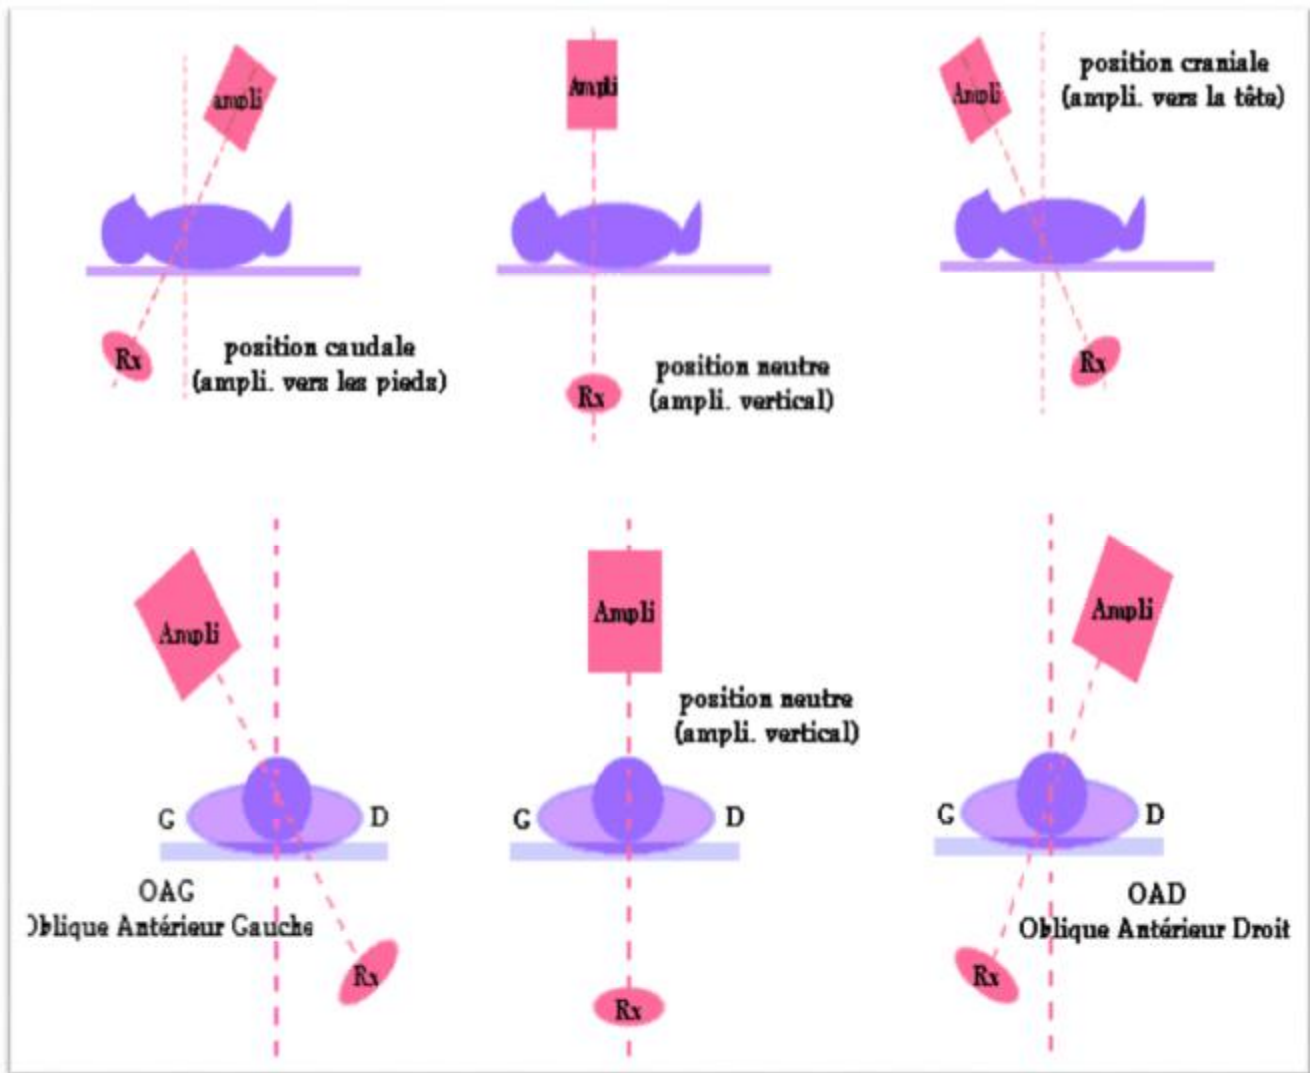 ampli
Rx
position caudale
(ampli. vers les pieds)
Ampli
Rx
position neutre
(ampli. vertical)
Ampli
Rx
position craniale
(ampli. vers la tête)
Ampli
G
D
OAG
Oblique Antérieur Gauche
Rx
Ampli
position neutre
(ampli. vertical)
G
D
Rx
Ampli
G
D
OAD
Oblique Antérieur Droit
Rx